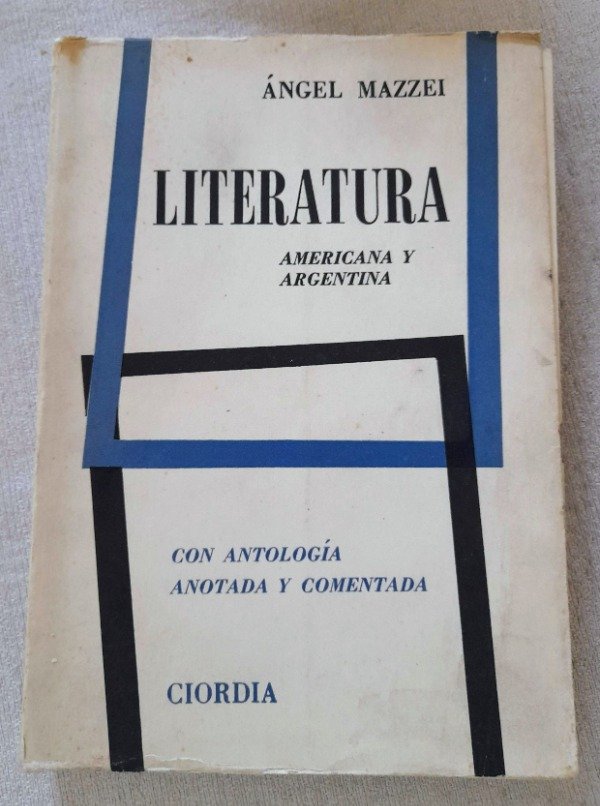 ÁNGEL MAZZEI
LITERATURA
AMERICANA Y
ARGENTINA
CON ANTOLOGÍA
ANOTADA Y COMENTADA
CIORDIA